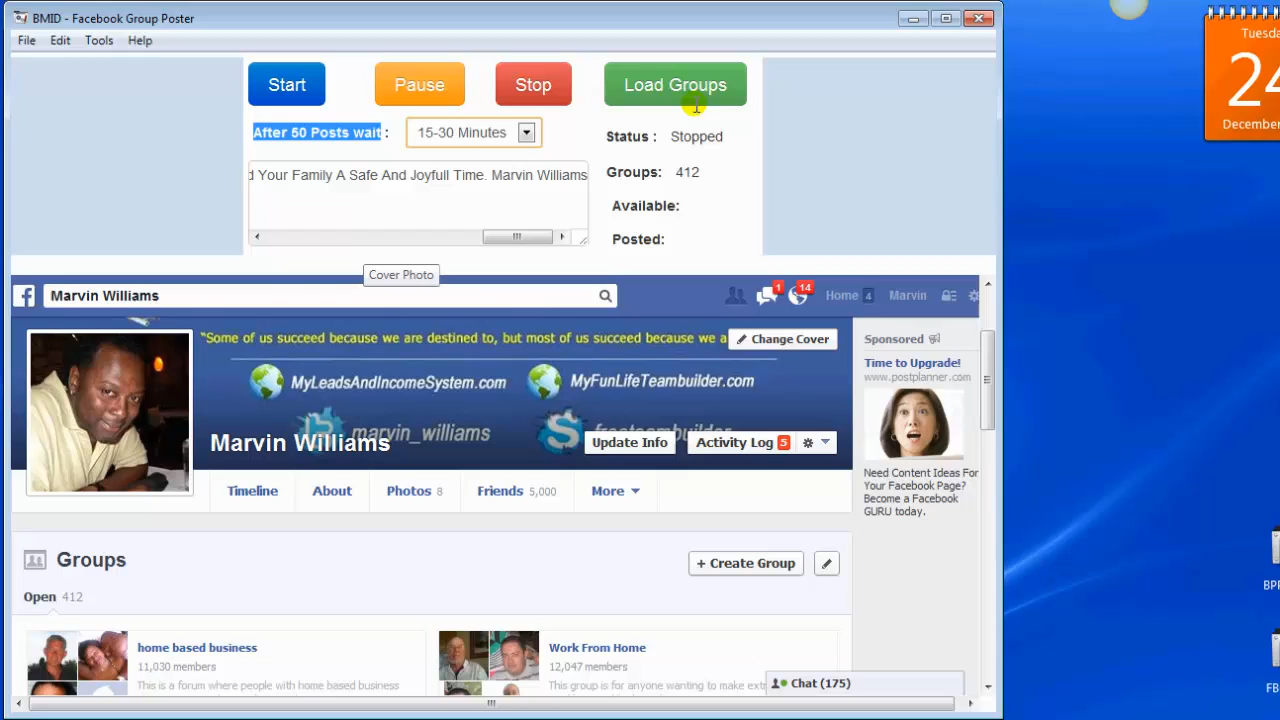 BMID - Facebook Group Poster
File Edit Tools Help
Start Pause Stop Load Groups
After 50 Posts wait : 15-30 Minutes
Status : Stopped
d Your Family A Safe And Joyfull Time. Marvin Williams
Groups: 412
Available:
Posted:
Cover Photo
Marvin Williams
1 14 Home 4 Marvin
"Some of us succeed because we are destined to, but most of us succeed because we a
Change Cover
MyLeadsAndIncomeSystem.com MyFunLifeTeambuilder.com
marvin_williams freeteambuilder
Marvin Williams
Update Info Activity Log 5
Timeline About Photos 8 Friends 5,000 More
Groups
+ Create Group
Open 412
home based business
11,030 members
This is a forum where people with home based business
Work From Home
12,047 members
This group is for anyone wanting to make extr
Sponsored
Time to Upgrade!
www.postplanner.com
Need Content Ideas For
Your Facebook Page?
Become a Facebook
GURU today.
Chat (175)
Tuesda
24
December
BPF
FB